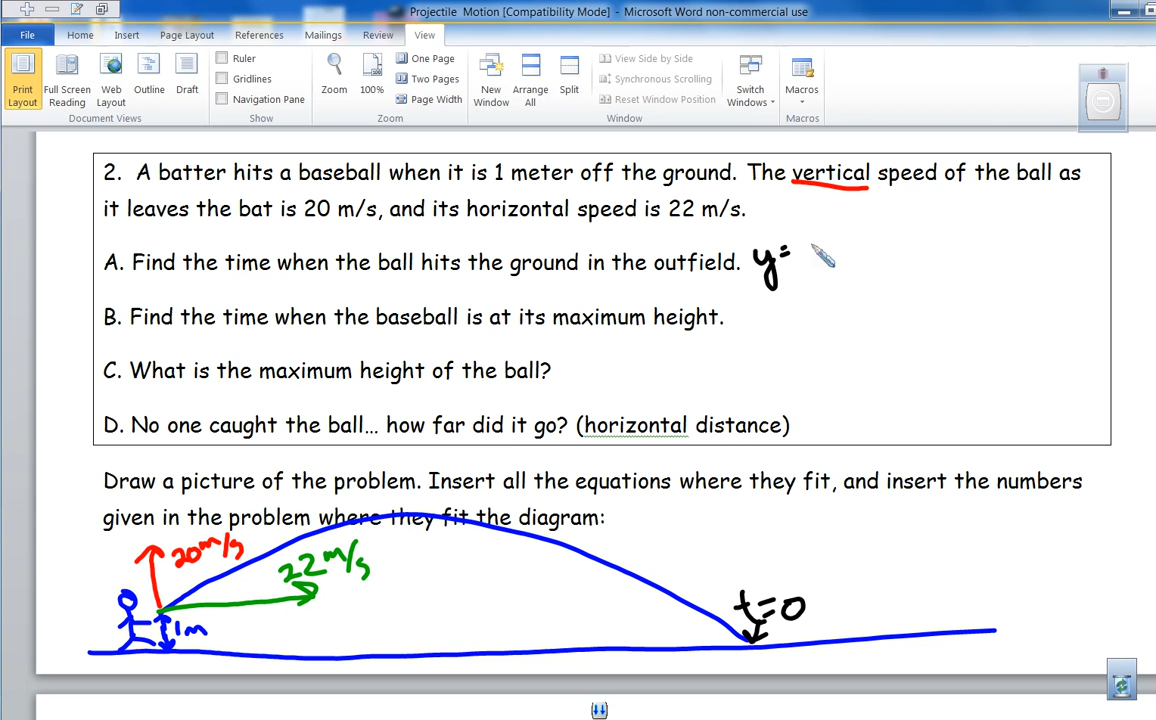 Projectile Motion [Compatibility Mode] - Microsoft Word non-commercial use
File Home Insert Page Layout References Mailings Review View
Print Layout
Full Screen Reading
Web Layout
Outline
Draft
Ruler
Gridlines
Navigation Pane
Zoom
100%
One Page
Two Pages
Page Width
New Window
Arrange All
Split
View Side by Side
Synchronous Scrolling
Reset Window Position
Switch Windows
Macros
Document Views Show Zoom Window Macros
2. A batter hits a baseball when it is 1 meter off the ground. The vertical speed of the ball as
it leaves the bat is 20 m/s, and its horizontal speed is 22 m/s.
A. Find the time when the ball hits the ground in the outfield. y=
B. Find the time when the baseball is at its maximum height.
C. What is the maximum height of the ball?
D. No one caught the ball… how far did it go? (horizontal distance)
Draw a picture of the problem. Insert all the equations where they fit, and insert the numbers
given in the problem where they fit the diagram:
20 m/s
22 m/s
t=0
1m